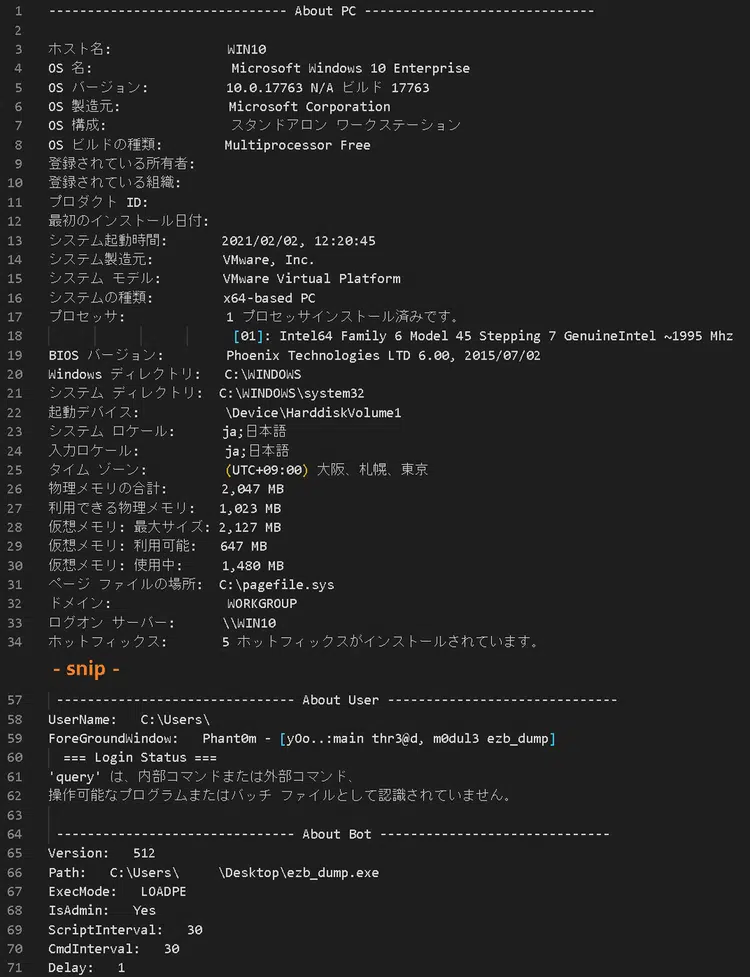 1 ------------------------------ About PC ------------------------------
2
3 ホスト名: WIN10
4 OS 名: Microsoft Windows 10 Enterprise
5 OS バージョン: 10.0.17763 N/A ビルド 17763
6 OS 製造元: Microsoft Corporation
7 OS 構成: スタンドアロン ワークステーション
8 OS ビルドの種類: Multiprocessor Free
9 登録されている所有者:
10 登録されている組織:
11 プロダクト ID:
12 最初のインストール日付:
13 システム起動時間: 2021/02/02, 12:20:45
14 システム製造元: VMware, Inc.
15 システム モデル: VMware Virtual Platform
16 システムの種類: x64-based PC
17 プロセッサ: 1 プロセッサインストール済みです。
18 [01]: Intel64 Family 6 Model 45 Stepping 7 GenuineIntel ~1995 Mhz
19 BIOS バージョン: Phoenix Technologies LTD 6.00, 2015/07/02
20 Windows ディレクトリ: C:\WINDOWS
21 システム ディレクトリ: C:\WINDOWS\system32
22 起動デバイス: \Device\HarddiskVolume1
23 システム ロケール: ja;日本語
24 入力ロケール: ja;日本語
25 タイム ゾーン: (UTC+09:00) 大阪、札幌、東京
26 物理メモリの合計: 2,047 MB
27 利用できる物理メモリ: 1,023 MB
28 仮想メモリ: 最大サイズ: 2,127 MB
29 仮想メモリ: 利用可能: 647 MB
30 仮想メモリ: 使用中: 1,480 MB
31 ページ ファイルの場所: C:\pagefile.sys
32 ドメイン: WORKGROUP
33 ログオン サーバー: \\WIN10
34 ホットフィックス: 5 ホットフィックスがインストールされています。
- snip -
57 ------------------------------ About User ------------------------------
58 UserName: C:\Users\
59 ForeGroundWindow: Phant0m - [yOo..:main thr3@d, m0dul3 ezb_dump]
60 === Login Status ===
61 'query' は、内部コマンドまたは外部コマンド、
62 操作可能なプログラムまたはバッチ ファイルとして認識されていません。
63
64 ------------------------------ About Bot ------------------------------
65 Version: 512
66 Path: C:\Users\ \Desktop\ezb_dump.exe
67 ExecMode: LOADPE
68 IsAdmin: Yes
69 ScriptInterval: 30
70 CmdInterval: 30
71 Delay: 1